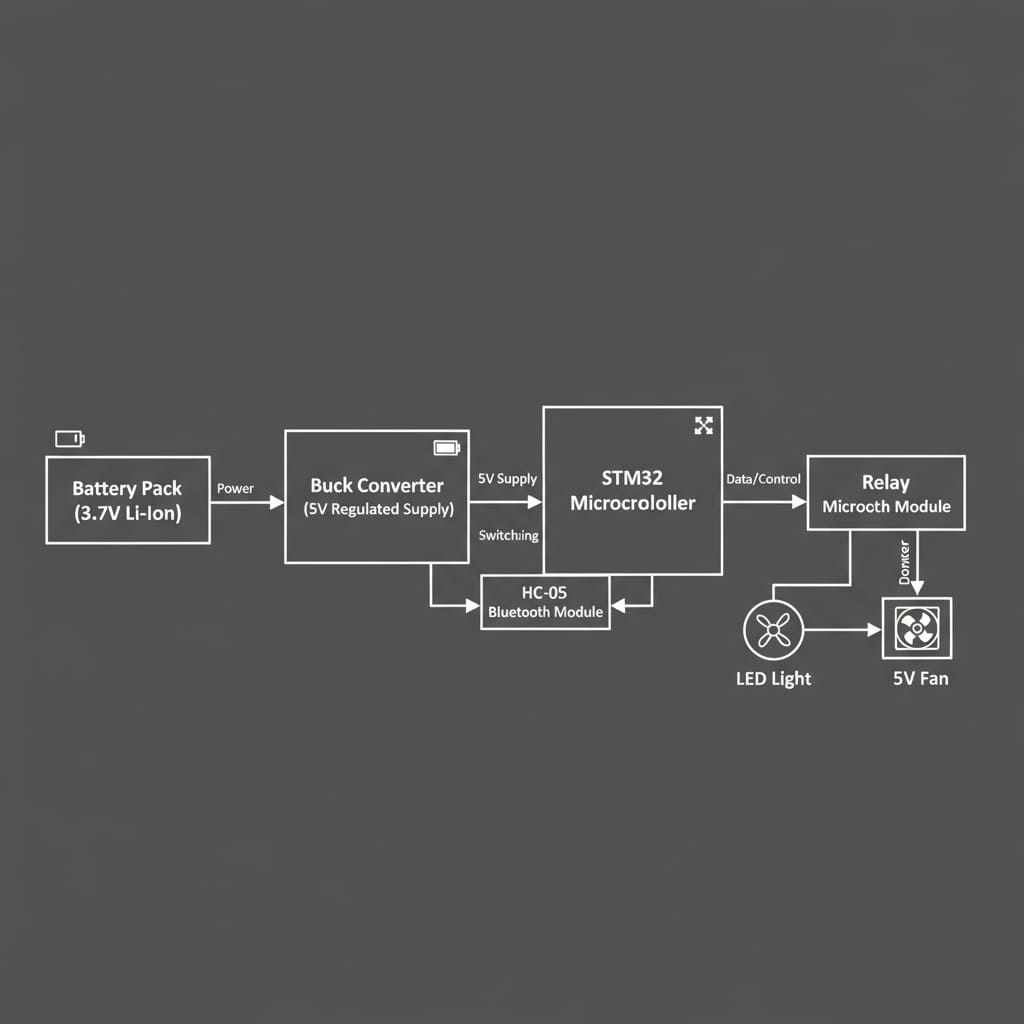 Battery Pack
(3.7V Li-Ion)
Power
Buck Converter
(5V Regulated Supply)
5V Supply
Switching
STM32
Microcrololler
HC-05
Bluetooth Module
Data/Control
Relay
Microcth Module
LED Light
5V Fan